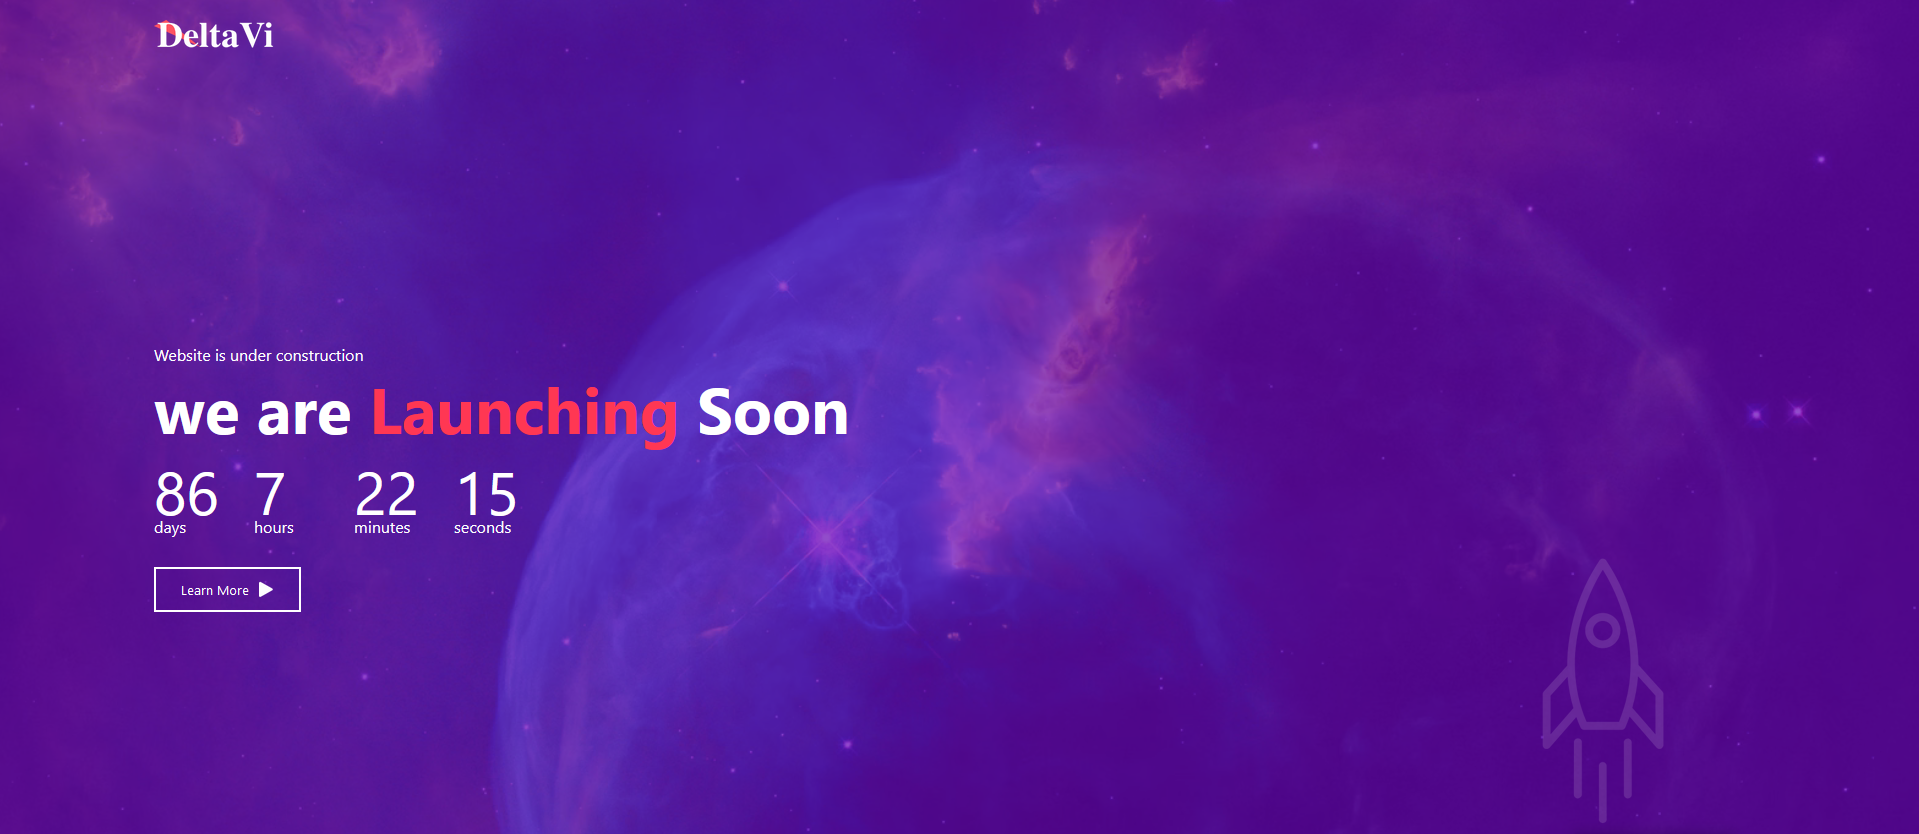 DeltaVi
Website is under construction
we are Launching Soon
86 7 22 15
days hours minutes seconds
Learn More